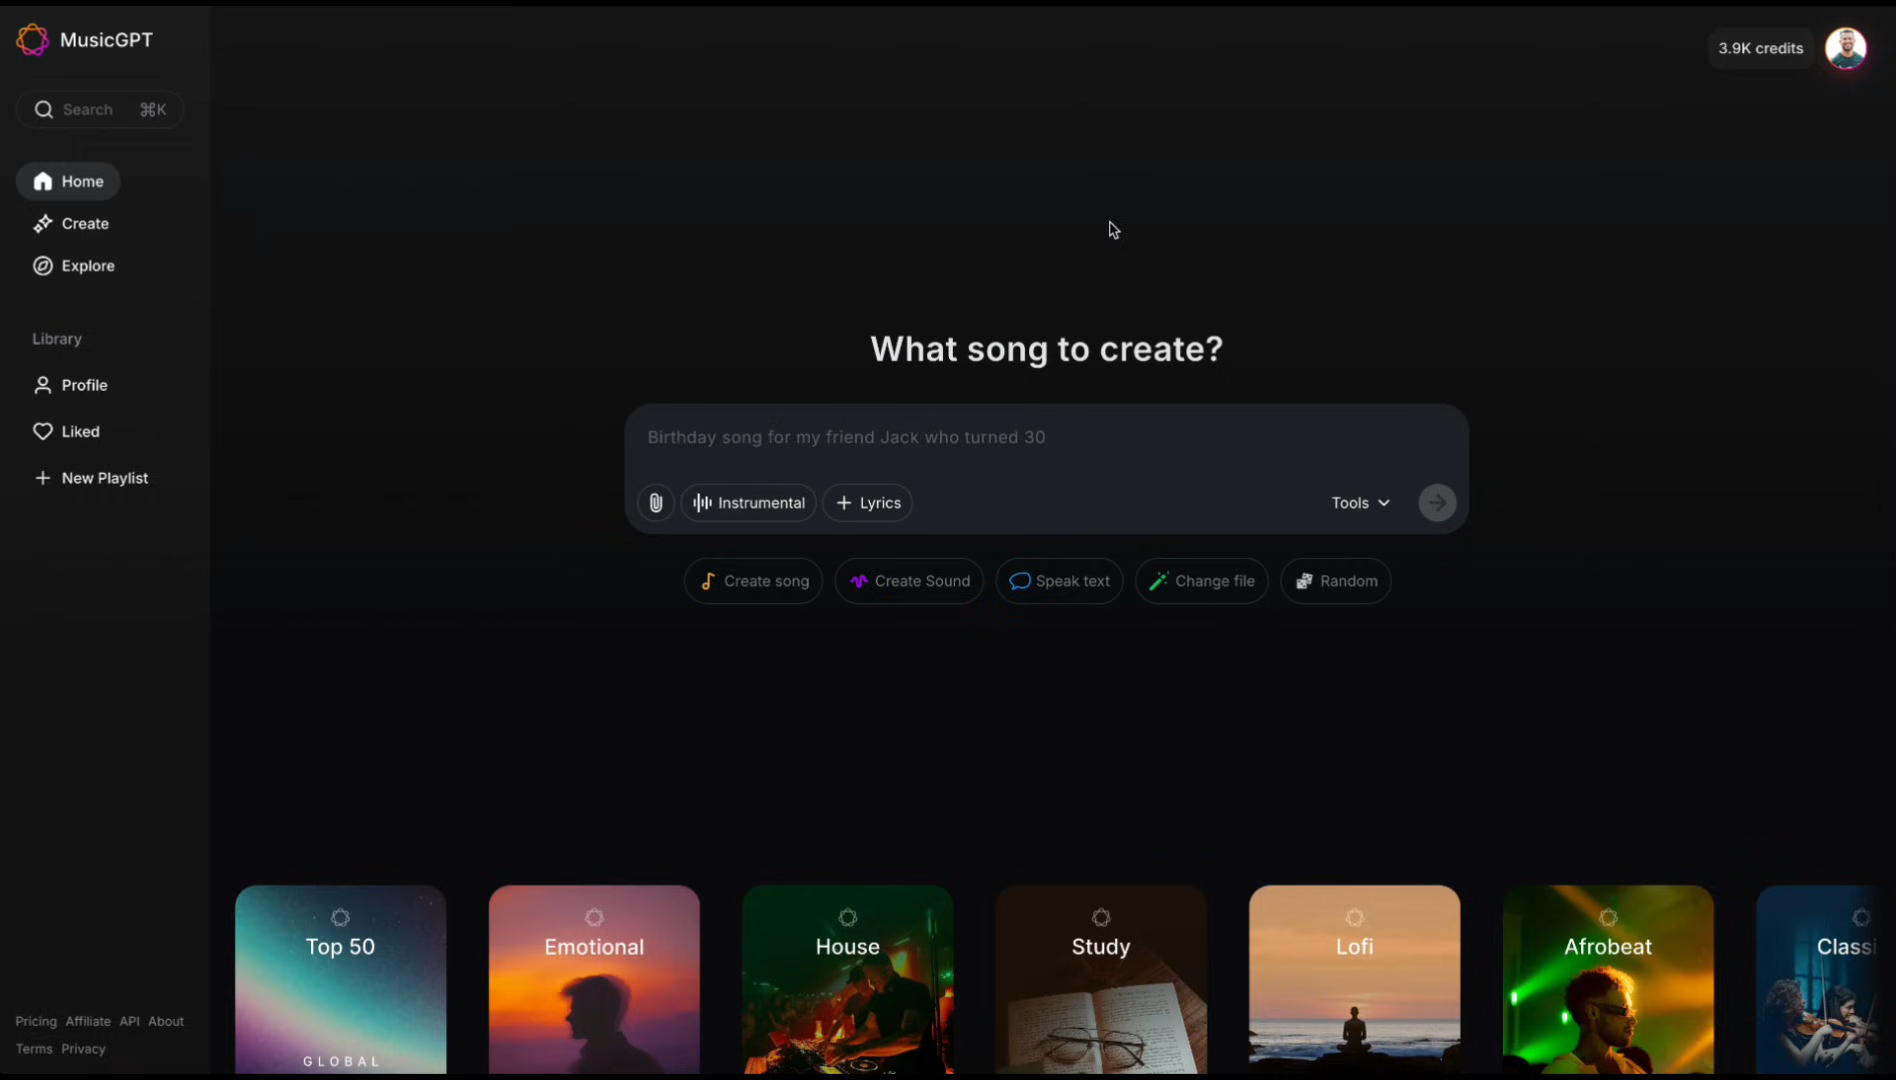 MusicGPT
3.9K credits
Search ⌘K
Home
Create
Explore
Library
Profile
Liked
New Playlist
What song to create?
Birthday song for my friend Jack who turned 30
Instrumental
Lyrics
Tools
Create song
Create Sound
Speak text
Change file
Random
Top 50
GLOBAL
Emotional
House
Study
Lofi
Afrobeat
Classi
Pricing Affiliate API About
Terms Privacy